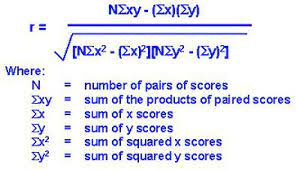 r = NΣxy - (Σx)(Σy) / √[NΣx² - (Σx)²][NΣy² - (Σy)²]
Where:
N = number of pairs of scores
Σxy = sum of the products of paired scores
Σx = sum of x scores
Σy = sum of y scores
Σx² = sum of squared x scores
Σy² = sum of squared y scores